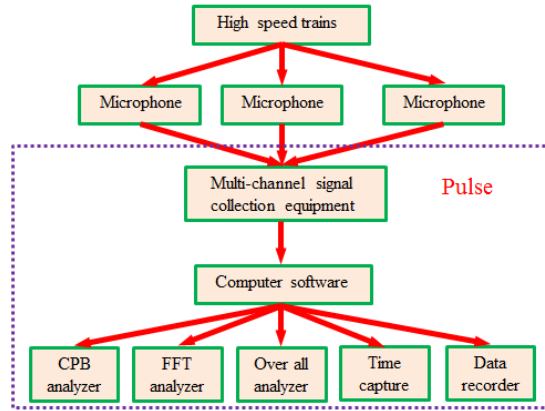 High speed trains
Microphone
Microphone
Microphone
Multi-channel signal
collection equipment
Pulse
Computer software
CPB
analyzer
FFT
analyzer
Over all
analyzer
Time
capture
Data
recorder